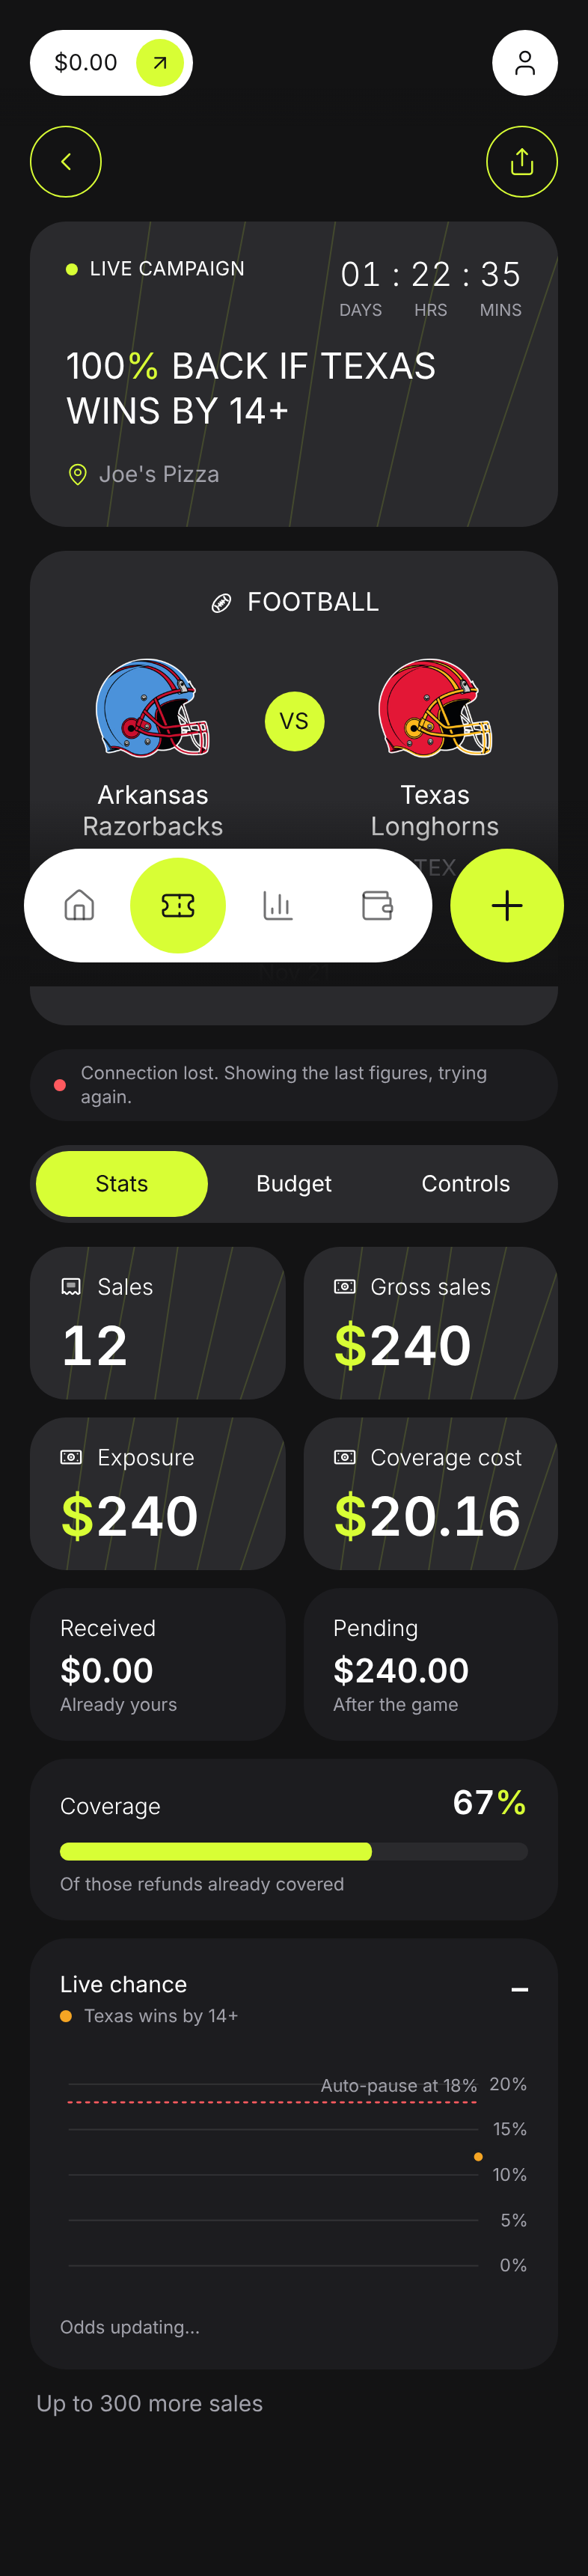 $0.00
LIVE CAMPAIGN
01 : 22 : 35
DAYS HRS MINS
100% BACK IF TEXAS
WINS BY 14+
Joe's Pizza
FOOTBALL
VS
Arkansas
Razorbacks
Texas
Longhorns
TEX
Nov 21
Connection lost. Showing the last figures, trying
again.
Stats Budget Controls
Sales
12
Gross sales
$240
Exposure
$240
Coverage cost
$20.16
Received
$0.00
Already yours
Pending
$240.00
After the game
Coverage
67%
Of those refunds already covered
Live chance
–
Texas wins by 14+
Auto-pause at 18%
20%
15%
10%
5%
0%
Odds updating...
Up to 300 more sales